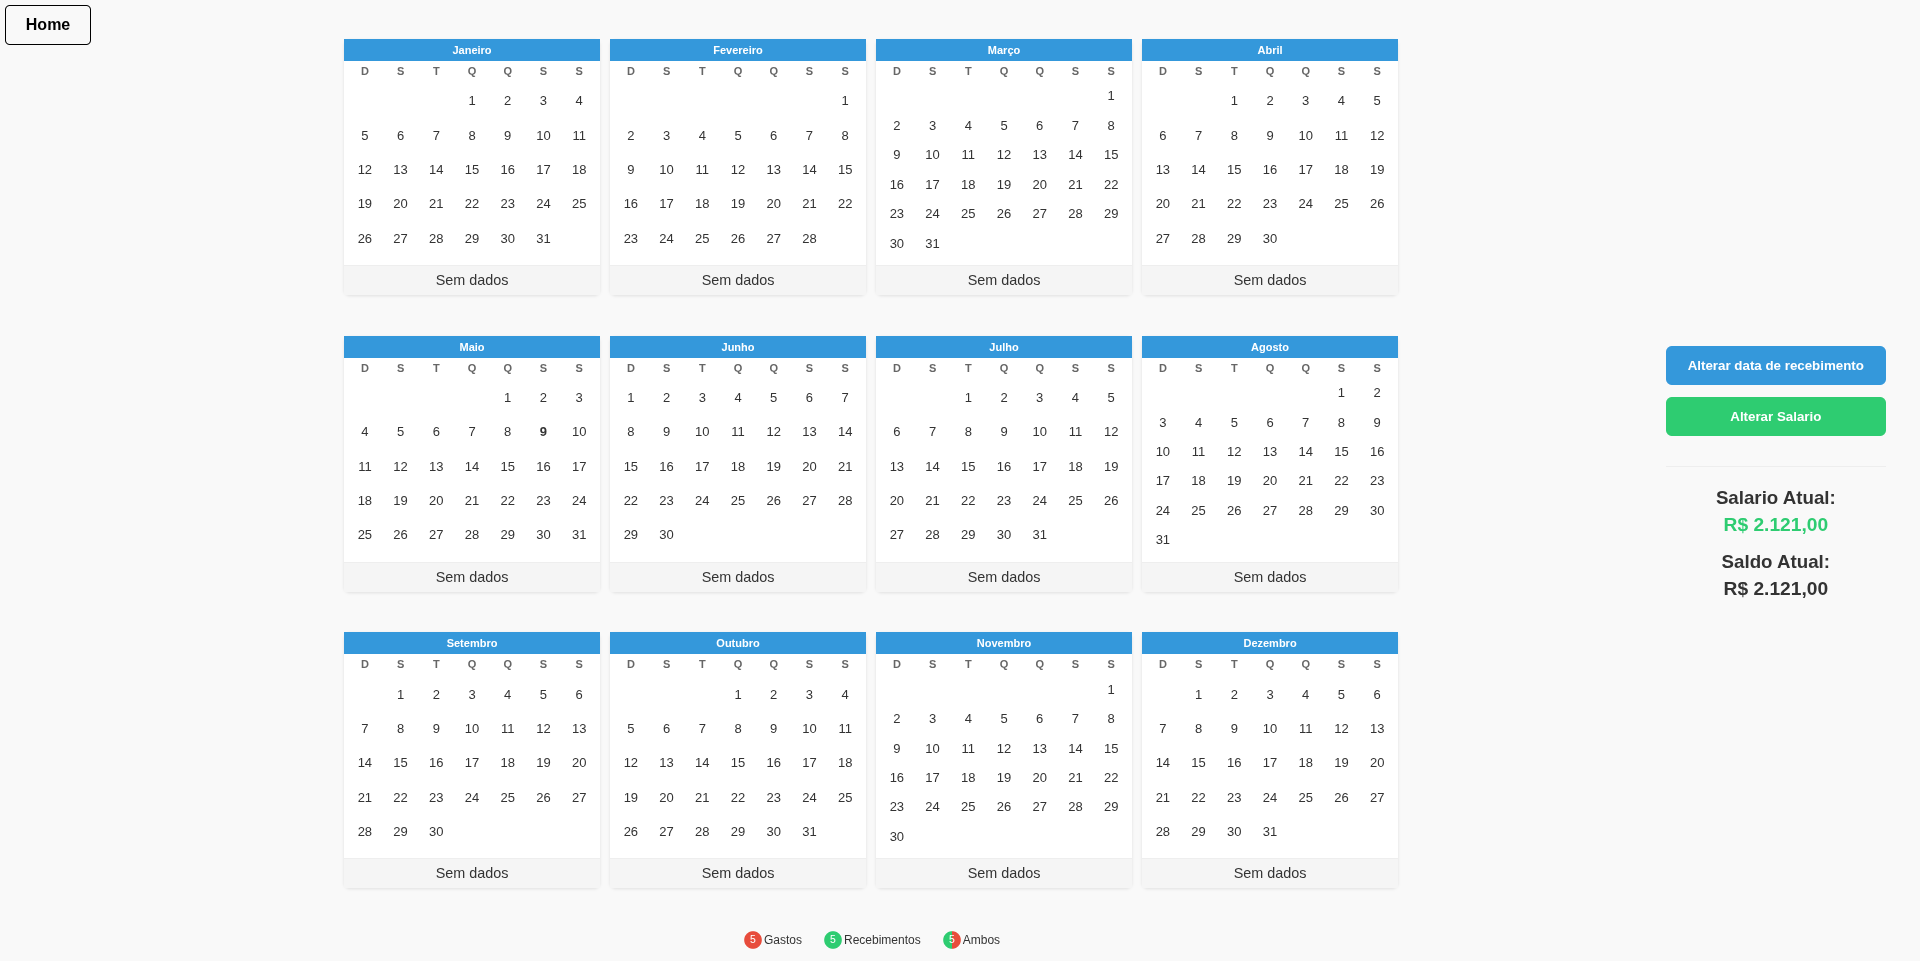 Home
Janeiro
D S T Q Q S S
1 2 3 4
5 6 7 8 9 10 11
12 13 14 15 16 17 18
19 20 21 22 23 24 25
26 27 28 29 30 31
Sem dados
Fevereiro
D S T Q Q S S
1
2 3 4 5 6 7 8
9 10 11 12 13 14 15
16 17 18 19 20 21 22
23 24 25 26 27 28
Sem dados
Março
D S T Q Q S S
1
2 3 4 5 6 7 8
9 10 11 12 13 14 15
16 17 18 19 20 21 22
23 24 25 26 27 28 29
30 31
Sem dados
Abril
D S T Q Q S S
1 2 3 4 5
6 7 8 9 10 11 12
13 14 15 16 17 18 19
20 21 22 23 24 25 26
27 28 29 30
Sem dados
Maio
D S T Q Q S S
1 2 3
4 5 6 7 8 9 10
11 12 13 14 15 16 17
18 19 20 21 22 23 24
25 26 27 28 29 30 31
Sem dados
Junho
D S T Q Q S S
1 2 3 4 5 6 7
8 9 10 11 12 13 14
15 16 17 18 19 20 21
22 23 24 25 26 27 28
29 30
Sem dados
Julho
D S T Q Q S S
1 2 3 4 5
6 7 8 9 10 11 12
13 14 15 16 17 18 19
20 21 22 23 24 25 26
27 28 29 30 31
Sem dados
Agosto
D S T Q Q S S
1 2
3 4 5 6 7 8 9
10 11 12 13 14 15 16
17 18 19 20 21 22 23
24 25 26 27 28 29 30
31
Sem dados
Setembro
D S T Q Q S S
1 2 3 4 5 6
7 8 9 10 11 12 13
14 15 16 17 18 19 20
21 22 23 24 25 26 27
28 29 30
Sem dados
Outubro
D S T Q Q S S
1 2 3 4
5 6 7 8 9 10 11
12 13 14 15 16 17 18
19 20 21 22 23 24 25
26 27 28 29 30 31
Sem dados
Novembro
D S T Q Q S S
1
2 3 4 5 6 7 8
9 10 11 12 13 14 15
16 17 18 19 20 21 22
23 24 25 26 27 28 29
30
Sem dados
Dezembro
D S T Q Q S S
1 2 3 4 5 6
7 8 9 10 11 12 13
14 15 16 17 18 19 20
21 22 23 24 25 26 27
28 29 30 31
Sem dados
5 Gastos 5 Recebimentos 5 Ambos
Alterar data de recebimento
Alterar Salario
Salario Atual:
R$ 2.121,00
Saldo Atual:
R$ 2.121,00